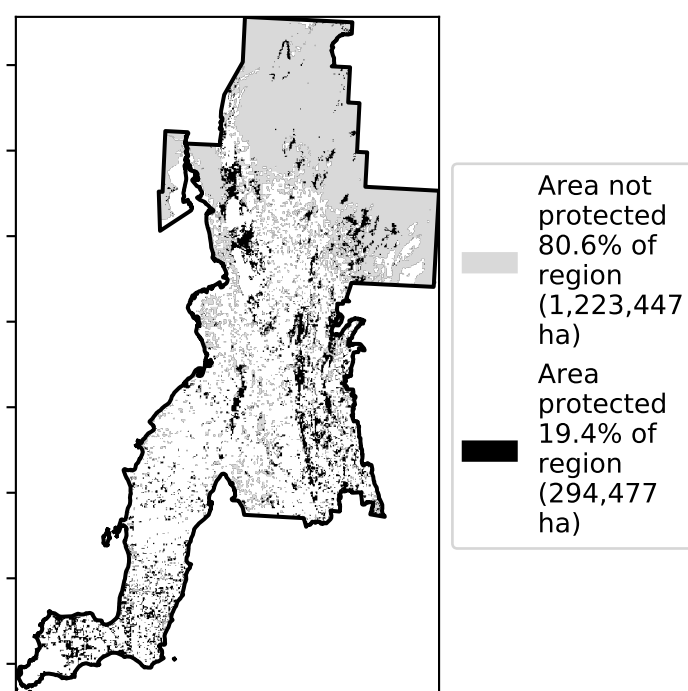 Area not
protected
80.6% of
region
(1,223,447
ha)
Area
protected
19.4% of
region
(294,477
ha)